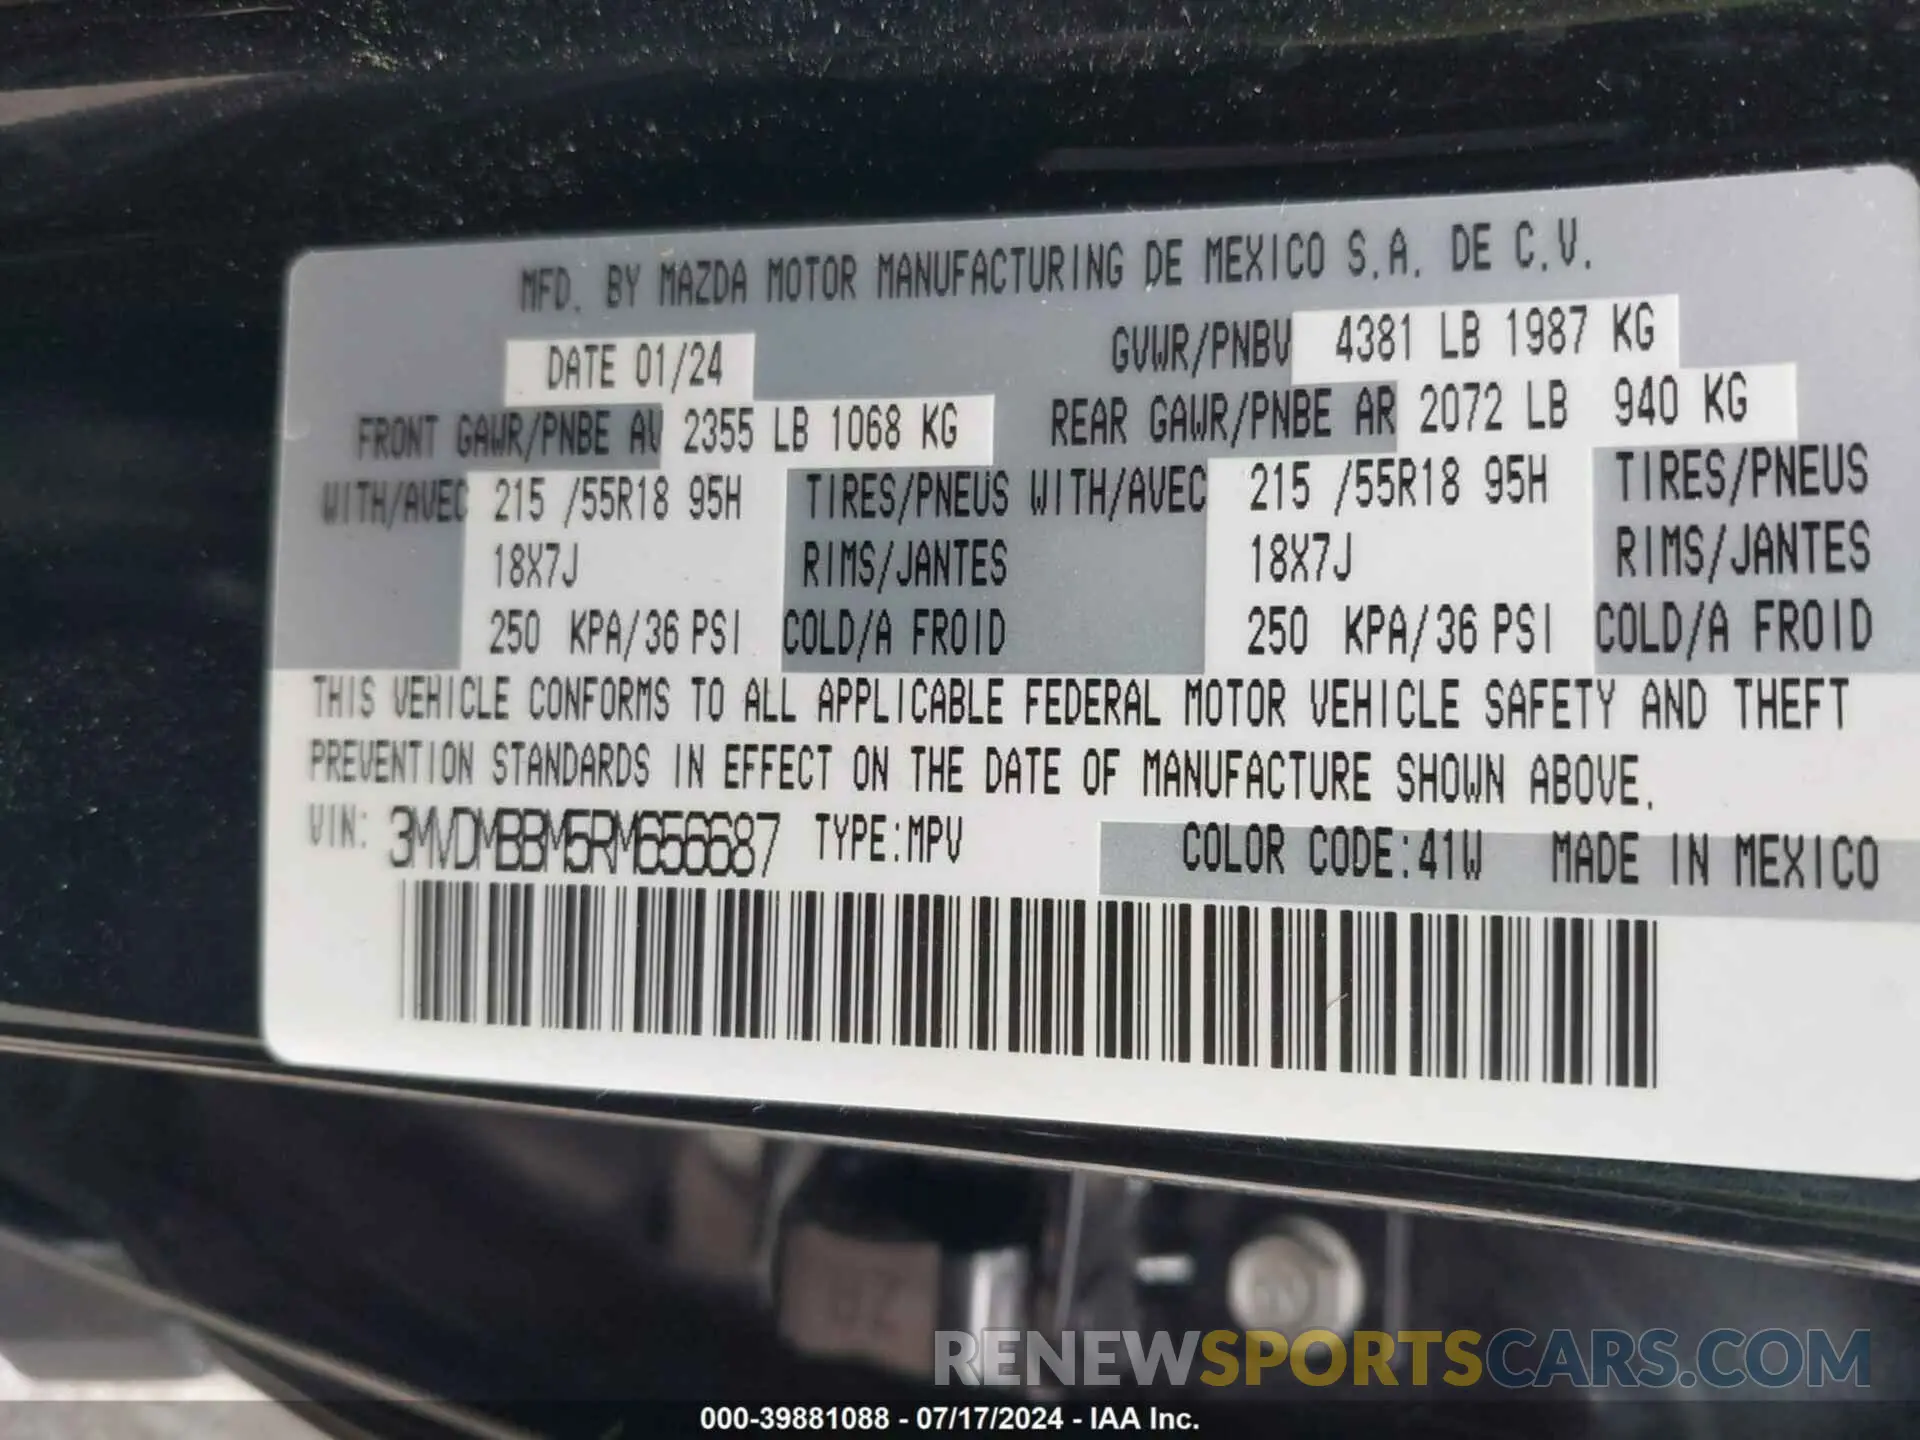 MFD. BY MAZDA MOTOR MANUFACTURING DE MEXICO S.A. DE C.V.
DATE 01/24 GVWR/PNBV 4381 LB 1987 KG
FRONT GAWR/PNBE AV 2355 LB 1068 KG REAR GAWR/PNBE AR 2072 LB 940 KG
WITH/AVEC 215 /55R18 95H TIRES/PNEUS WITH/AVEC 215 /55R18 95H TIRES/PNEUS
18X7J RIMS/JANTES 18X7J RIMS/JANTES
250 KPA/36 PSI COLD/A FROID 250 KPA/36 PSI COLD/A FROID
THIS VEHICLE CONFORMS TO ALL APPLICABLE FEDERAL MOTOR VEHICLE SAFETY AND THEFT
PREVENTION STANDARDS IN EFFECT ON THE DATE OF MANUFACTURE SHOWN ABOVE.
VIN: 3MVDMBBM5RM656687 TYPE:MPV COLOR CODE:41W MADE IN MEXICO
RENEWSPORTSCARS.COM
000-39881088 - 07/17/2024 - IAA Inc.